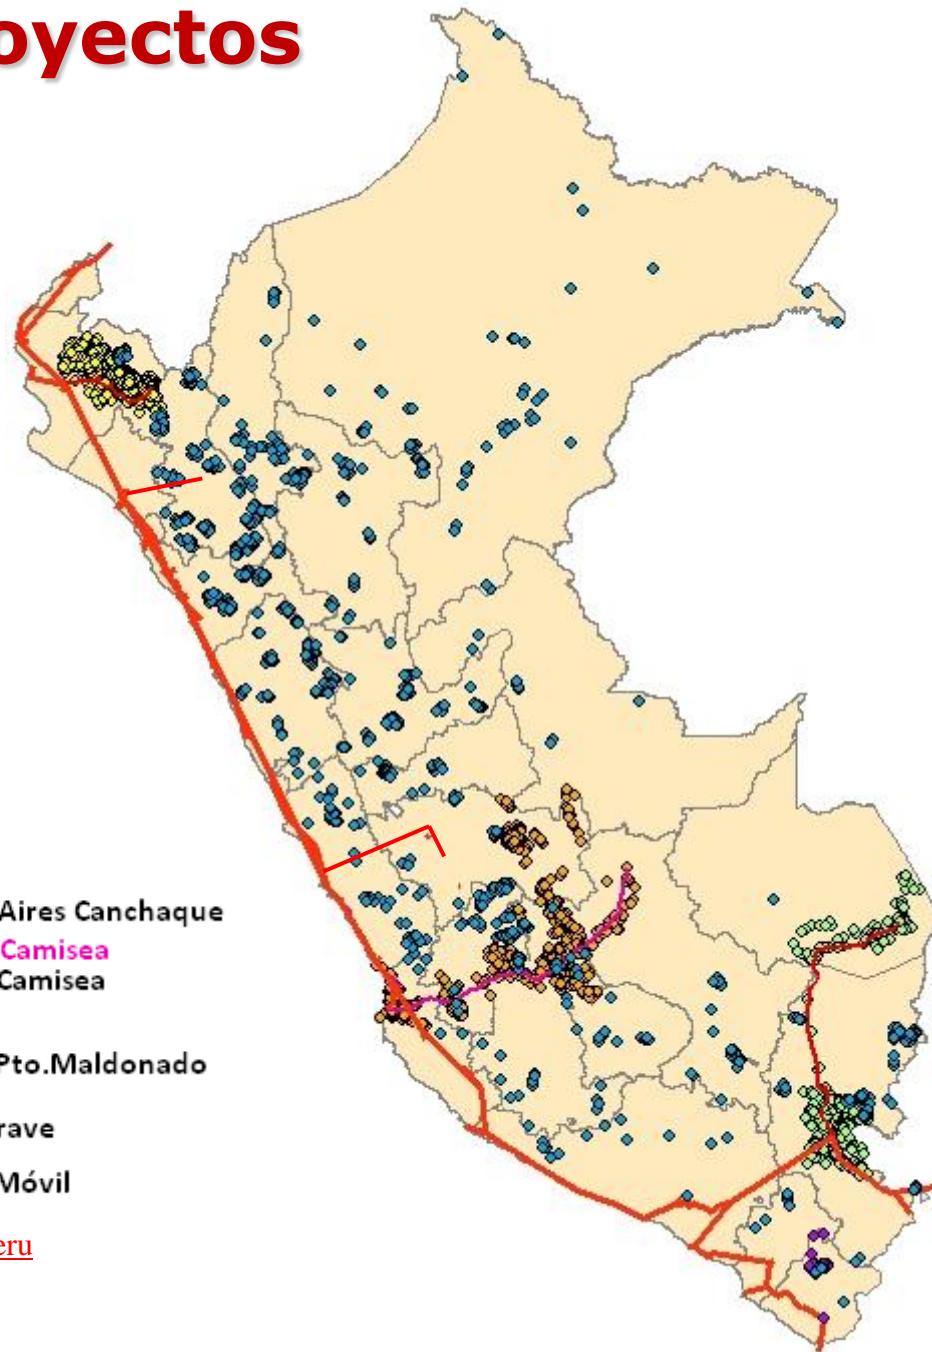 oyectos
Aires Canchaque
Camisea
Camisea
Pto.Maldonado
rave
Móvil
eru